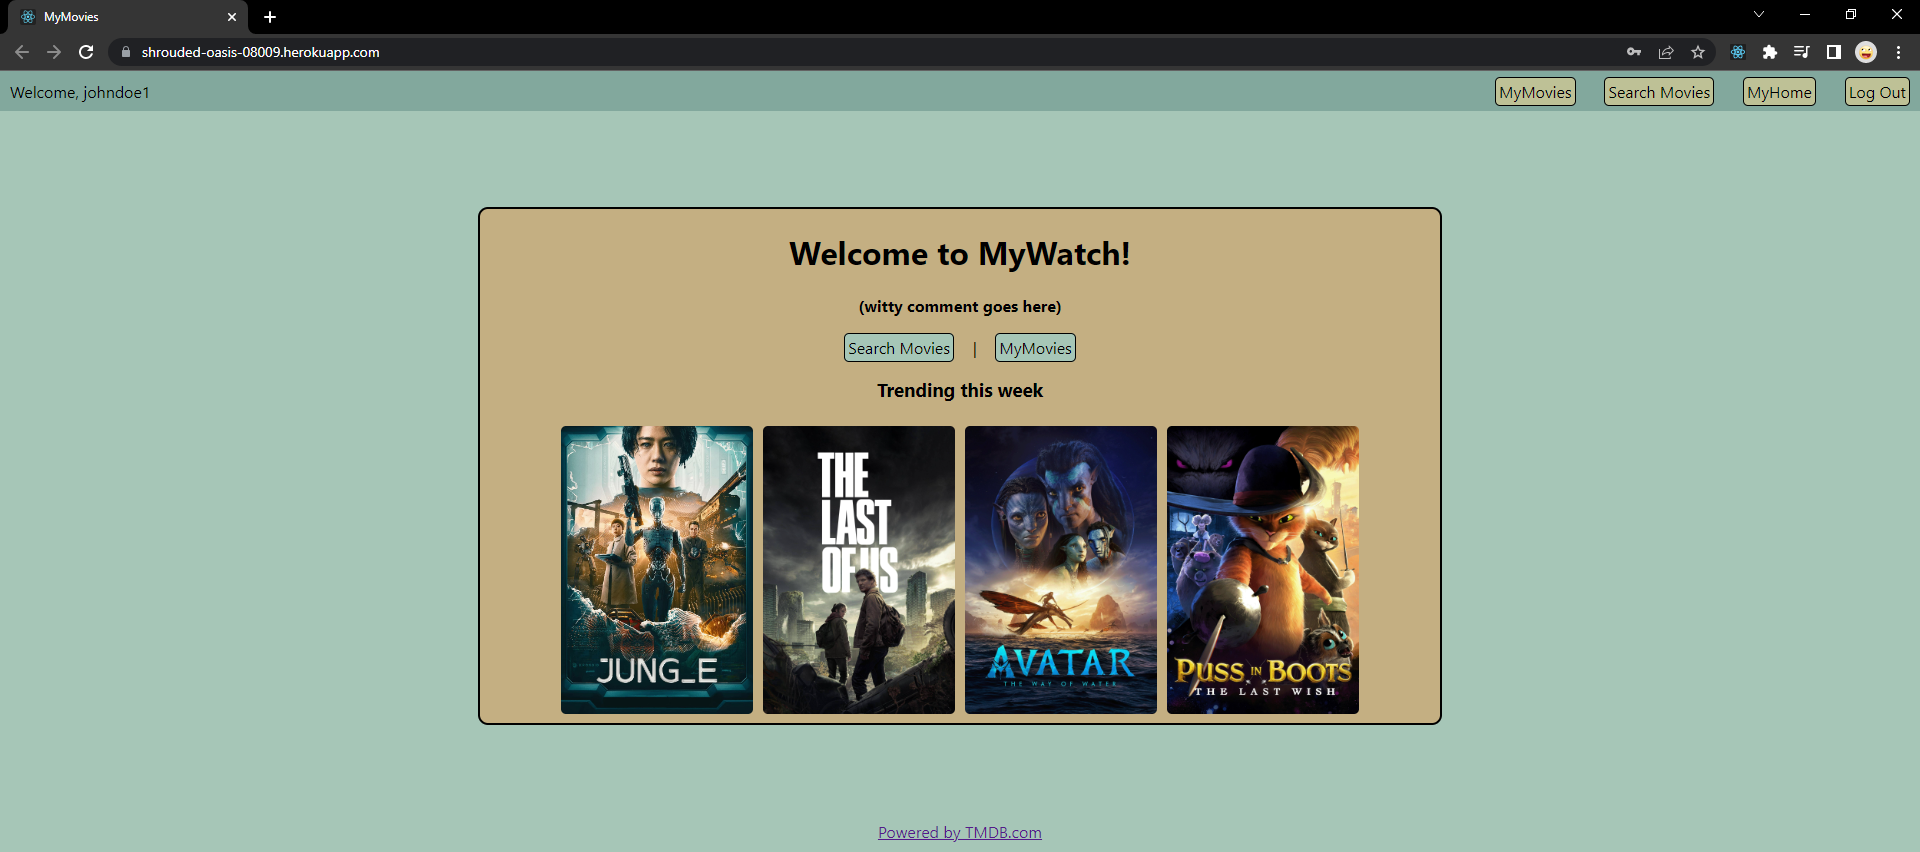 MyMovies
shrouded-oasis-08009.herokuapp.com
Welcome, johndoe1
MyMovies
Search Movies
MyHome
Log Out
Welcome to MyWatch!
(witty comment goes here)
Search Movies | MyMovies
Trending this week
JUNG_E
THE
LAST
OF US
AVATAR
THE WAY OF WATER
PUSS IN BOOTS
THE LAST WISH
Powered by TMDB.com